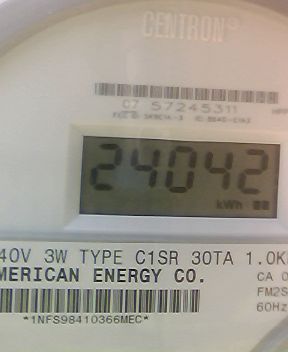 CENTRON®
C7 57245311
24042
kWh
40V 3W TYPE C1SR 30TA 1.0K
MERICAN ENERGY CO.
CA 0
FM2S
60Hz
*1NFS98410366MEC*